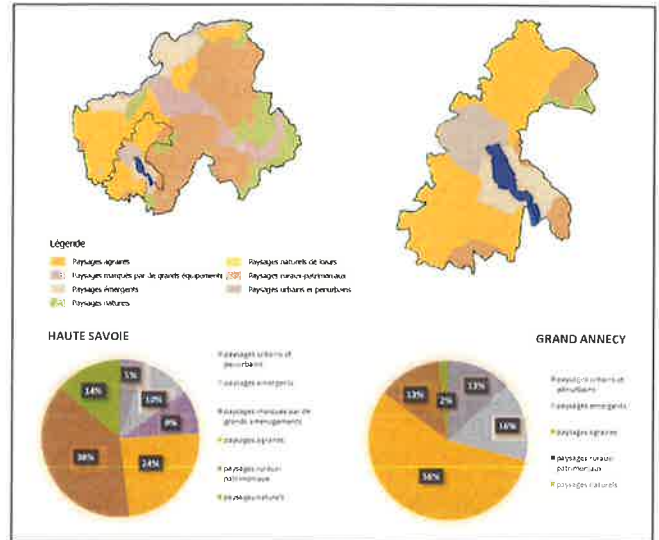 Légende
Paysages agraires
Paysages marqués par de grands équipements
Paysages émergents
Paysages naturels
Paysages naturels de loisirs
Paysages ruraux-patrimoniaux
Paysages urbains et periurbains
HAUTE SAVOIE
14%
5%
10%
9%
24%
38%
paysages urbains et
periurbains
paysages emergents
paysages marqués par de
grands aménagements
paysages agraires
paysages ruraux
patrimoniaux
paysages naturels
GRAND ANNECY
13%
2%
13%
16%
56%
paysages urbains et
périurbains
paysages emergents
paysages agraires
paysages ruraux
patrimoniaux
paysages naturels